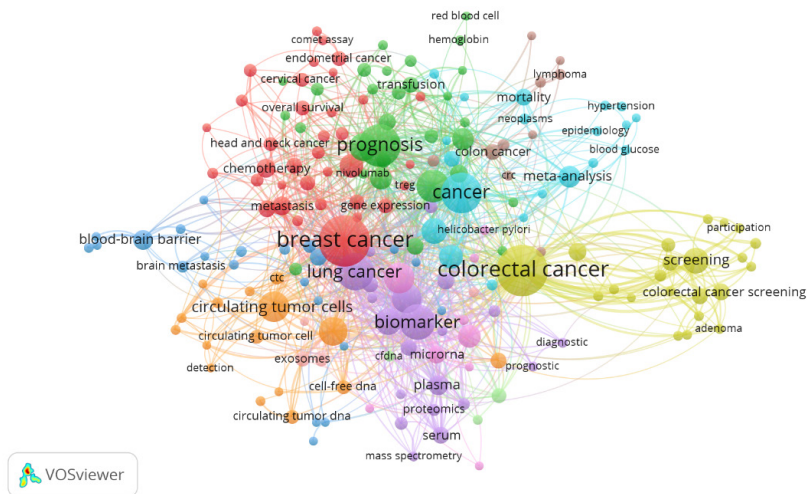 red blood cell
comet assay
hemoglobin
endometrial cancer
lymphoma
cervical cancer
transfusion
mortality
overall survival
hypertension
neoplasms
epidemiology
head and neck cancer
prognosis
colon cancer
blood glucose
chemotherapy
nivolumab
crc
meta-analysis
treg
cancer
metastasis
gene expression
participation
helicobacter pylori
blood-brain barrier
breast cancer
screening
brain metastasis
lung cancer
colorectal cancer
ctc
colorectal cancer screening
circulating tumor cells
biomarker
adenoma
circulating tumor cell
diagnostic
exosomes
cfdna
microrna
detection
prognostic
cell-free dna
plasma
circulating tumor dna
proteomics
serum
mass spectrometry
VOSviewer